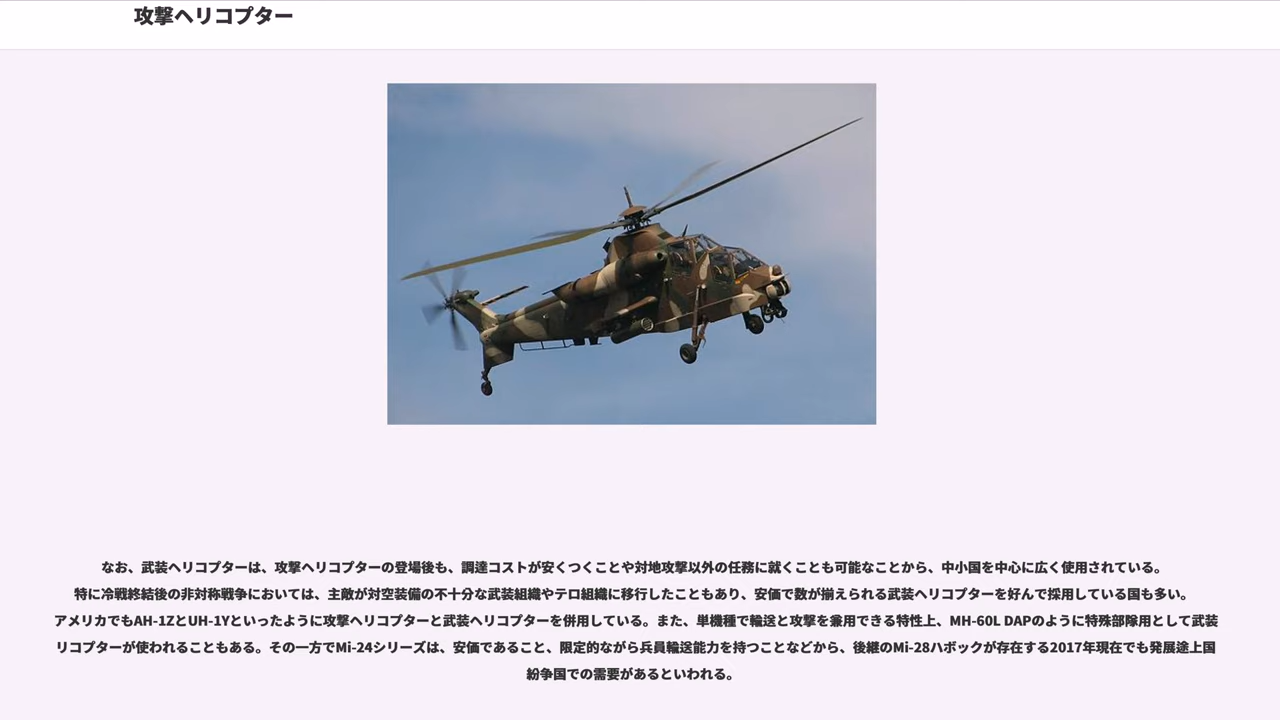 攻撃ヘリコプター
なお、武装ヘリコプターは、攻撃ヘリコプターの登場後も、調達コストが安くつくことや対地攻撃以外の任務に就くことも可能なことから、中小国を中心に広く使用されている。
特に冷戦終結後の非対称戦争においては、主敵が対空装備の不十分な武装組織やテロ組織に移行したこともあり、安価で数が揃えられる武装ヘリコプターを好んで採用している国も多い。
アメリカでもAH-1ZとUH-1Yといったように攻撃ヘリコプターと武装ヘリコプターを併用している。また、単機種で輸送と攻撃を兼用できる特性上、MH-60L DAPのように特殊部隊用として武装
リコプターが使われることもある。その一方でMi-24シリーズは、安価であること、限定的ながら兵員輸送能力を持つことなどから、後継のMi-28ハボックが存在する2017年現在でも発展途上国
紛争国での需要があるといわれる。